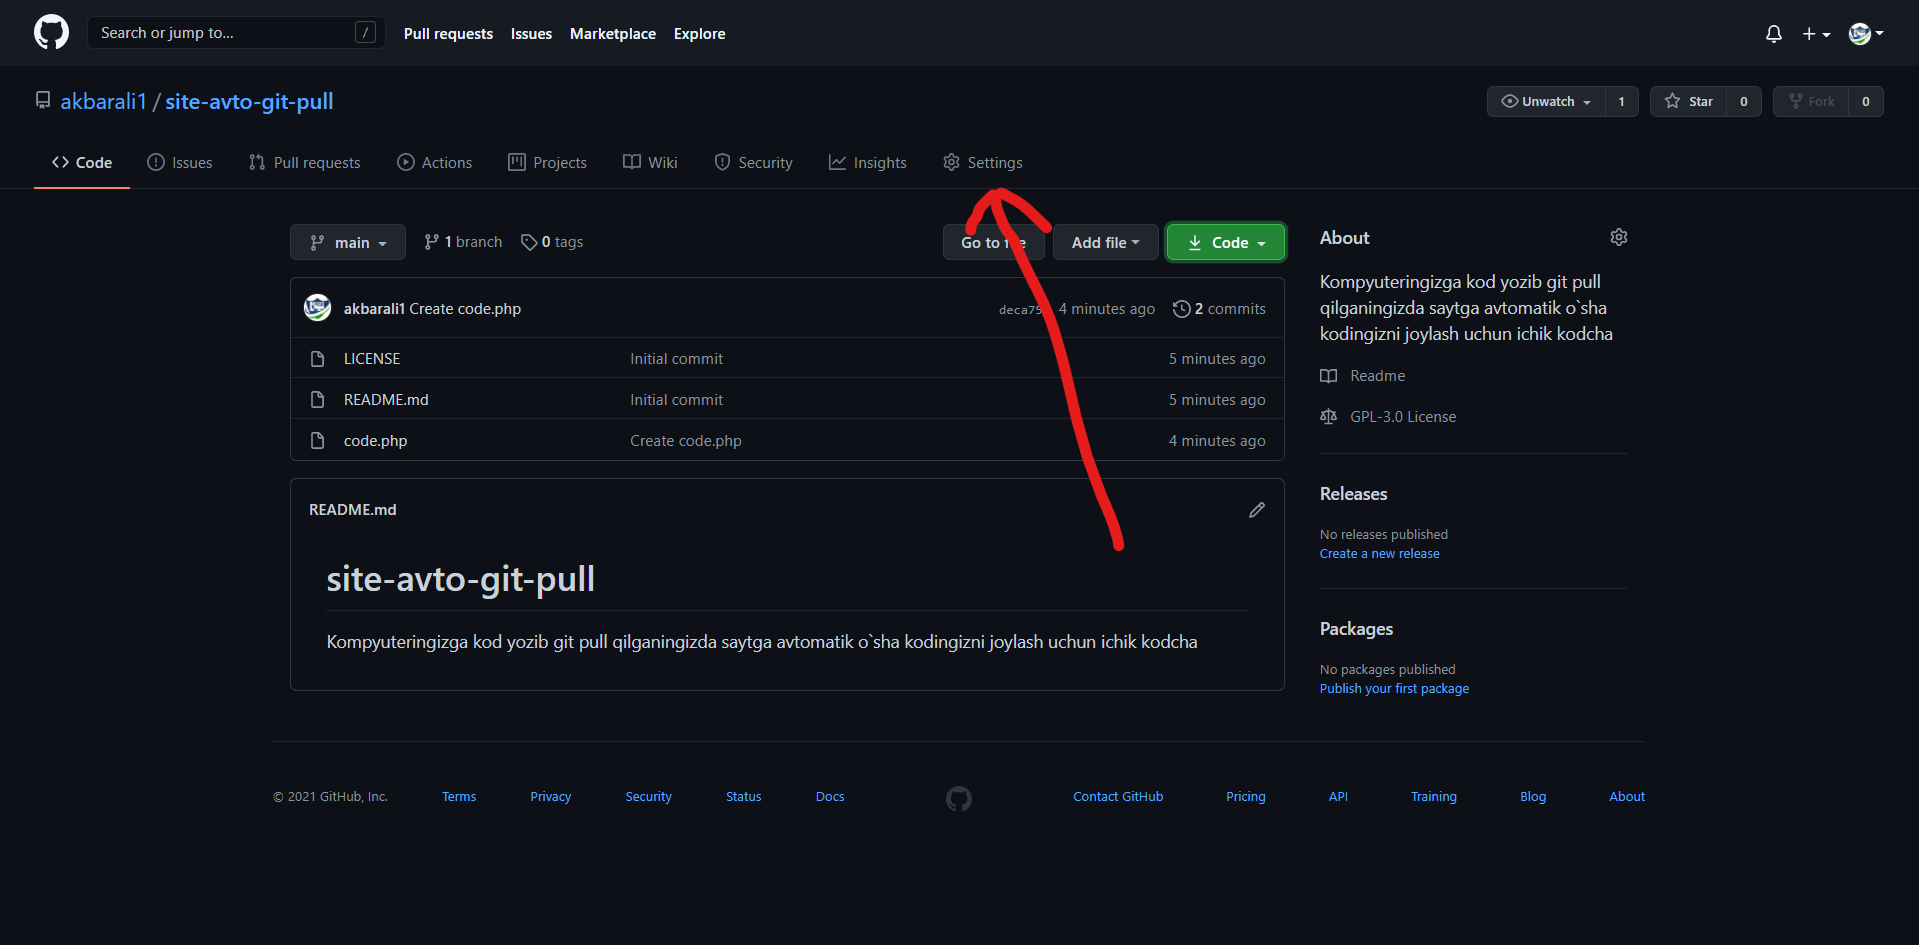 Search or jump to... /
Pull requests Issues Marketplace Explore
akbarali1 / site-avto-git-pull
Unwatch 1 Star 0 Fork 0
Code Issues Pull requests Actions Projects Wiki Security Insights Settings
main 1 branch 0 tags
Go to Add file Code
akbarali1 Create code.php 4 minutes ago 2 commits
LICENSE Initial commit 5 minutes ago
README.md Initial commit 5 minutes ago
code.php Create code.php 4 minutes ago
README.md
site-avto-git-pull
Kompyuteringizga kod yozib git pull qilganingizda saytga avtomatik o`sha kodingizni joylash uchun ichik kodcha
About
Kompyuteringizga kod yozib git pull
qilganingizda saytga avtomatik o`sha
kodingizni joylash uchun ichik kodcha
Readme
GPL-3.0 License
Releases
No releases published
Create a new release
Packages
No packages published
Publish your first package
© 2021 GitHub, Inc. Terms Privacy Security Status Docs Contact GitHub Pricing API Training Blog About